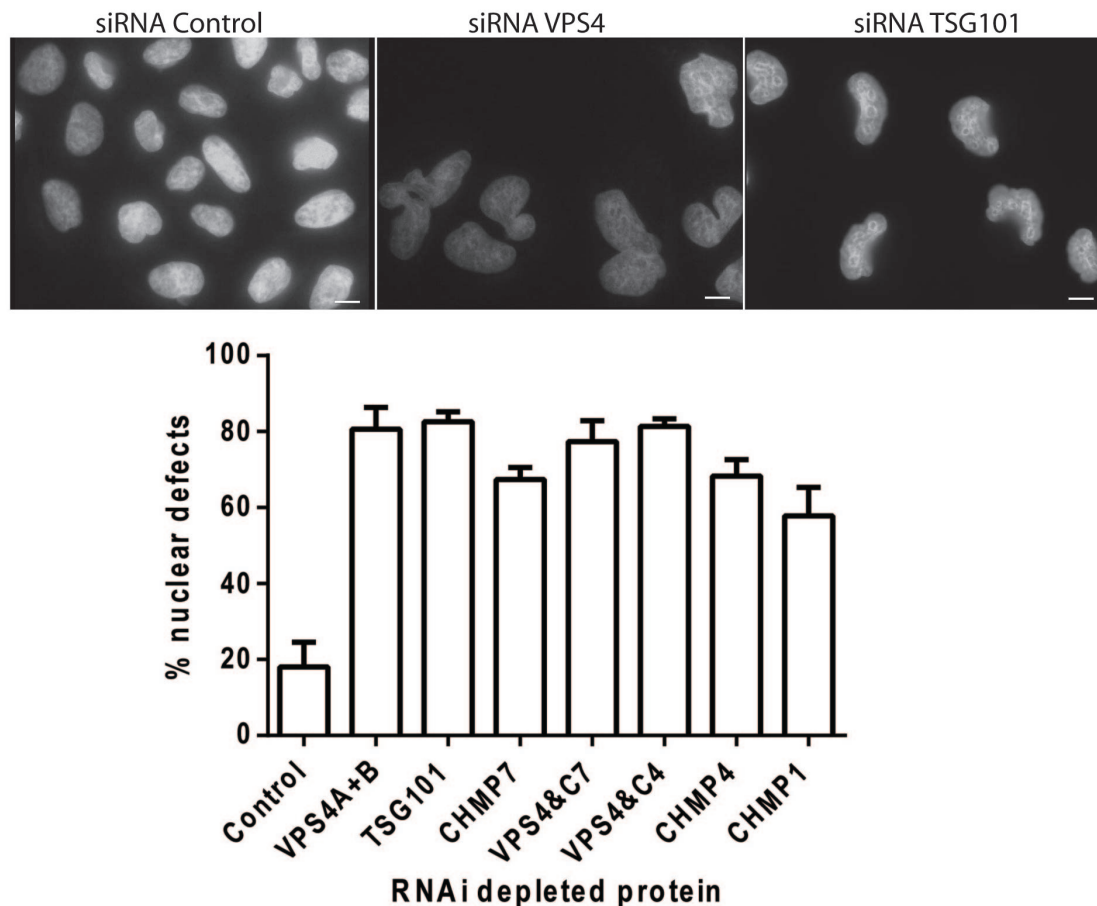 siRNA Control
siRNA VPS4
siRNA TSG101
100
80
60
40
20
0
% nuclear defects
Control
VPS4A+B
TSG101
CHMP7
VPS4&C7
VPS4&C4
CHMP4
CHMP1
RNAi depleted protein